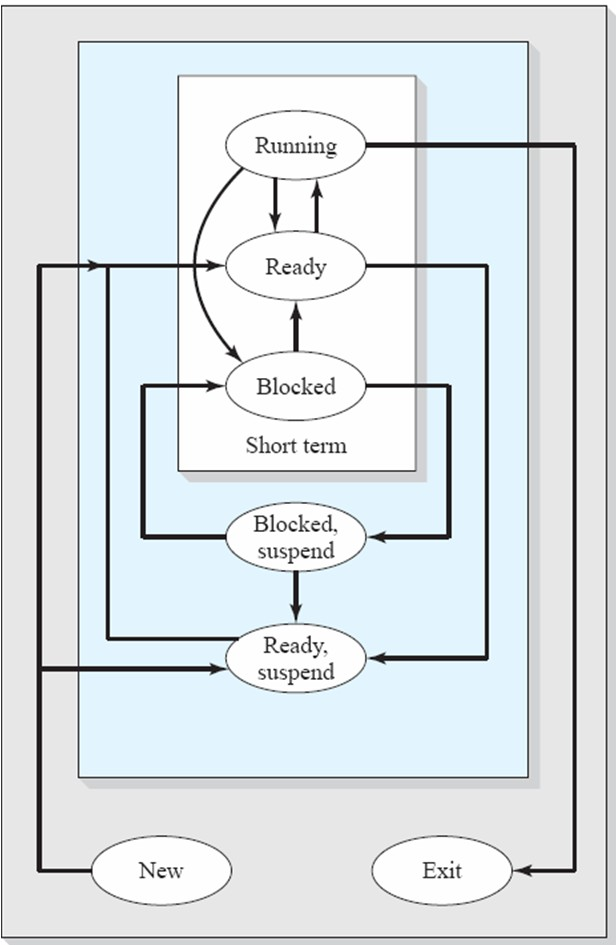 Running
Ready
Blocked
Short term
Blocked,
suspend
Ready,
suspend
New
Exit